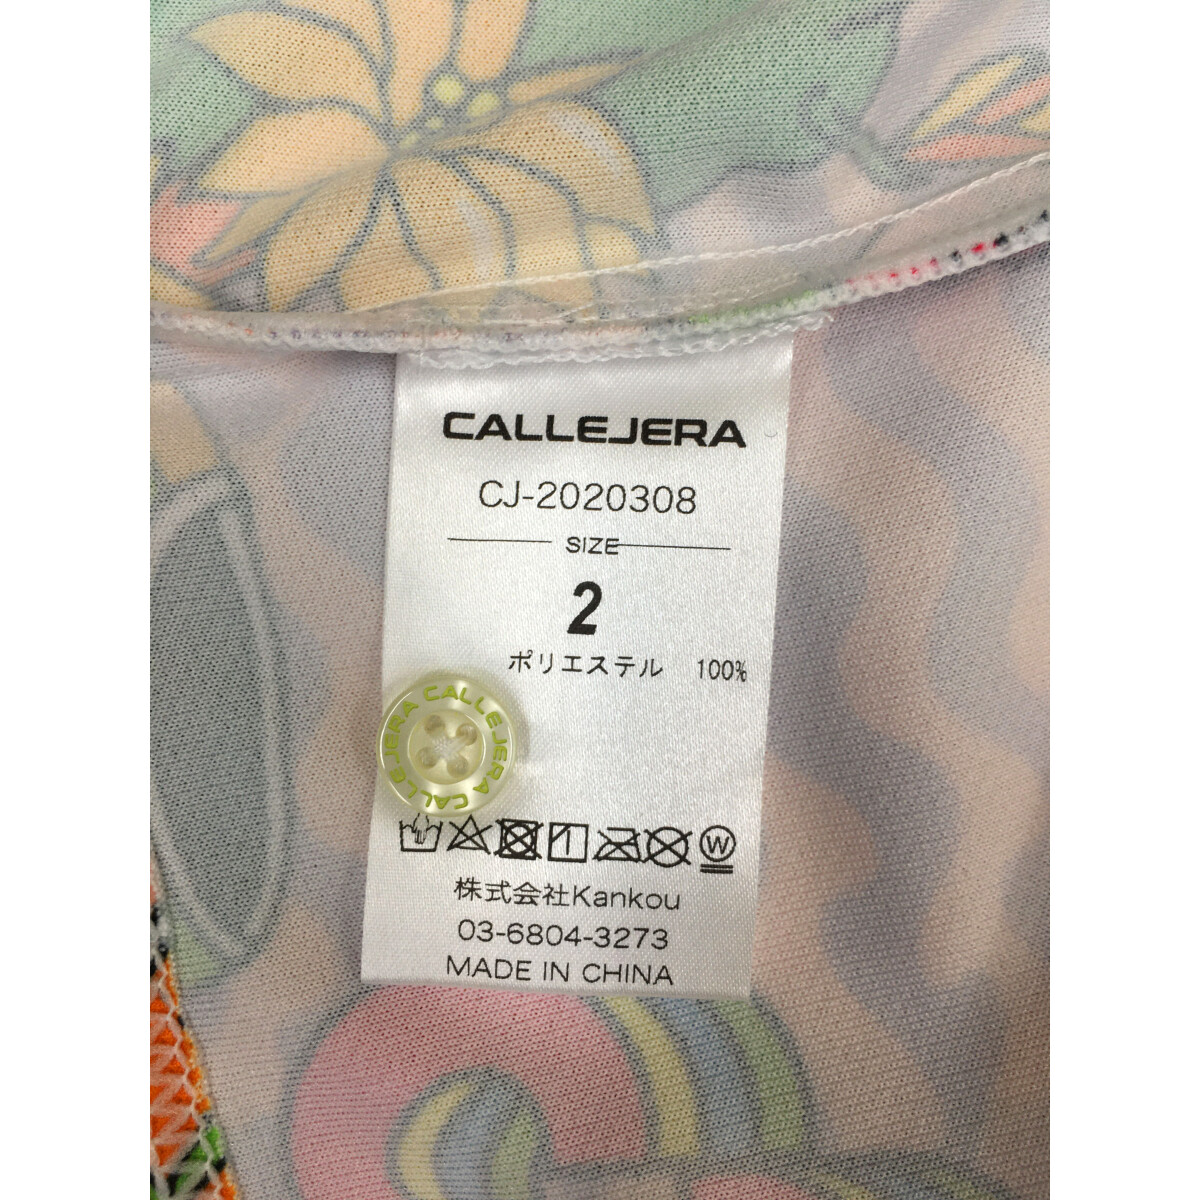 CALLEJERA
CJ-2020308
SIZE
2
ポリエステル 100%
CALLEJERA CALLEJERA
W
株式会社Kankou
03-6804-3273
MADE IN CHINA